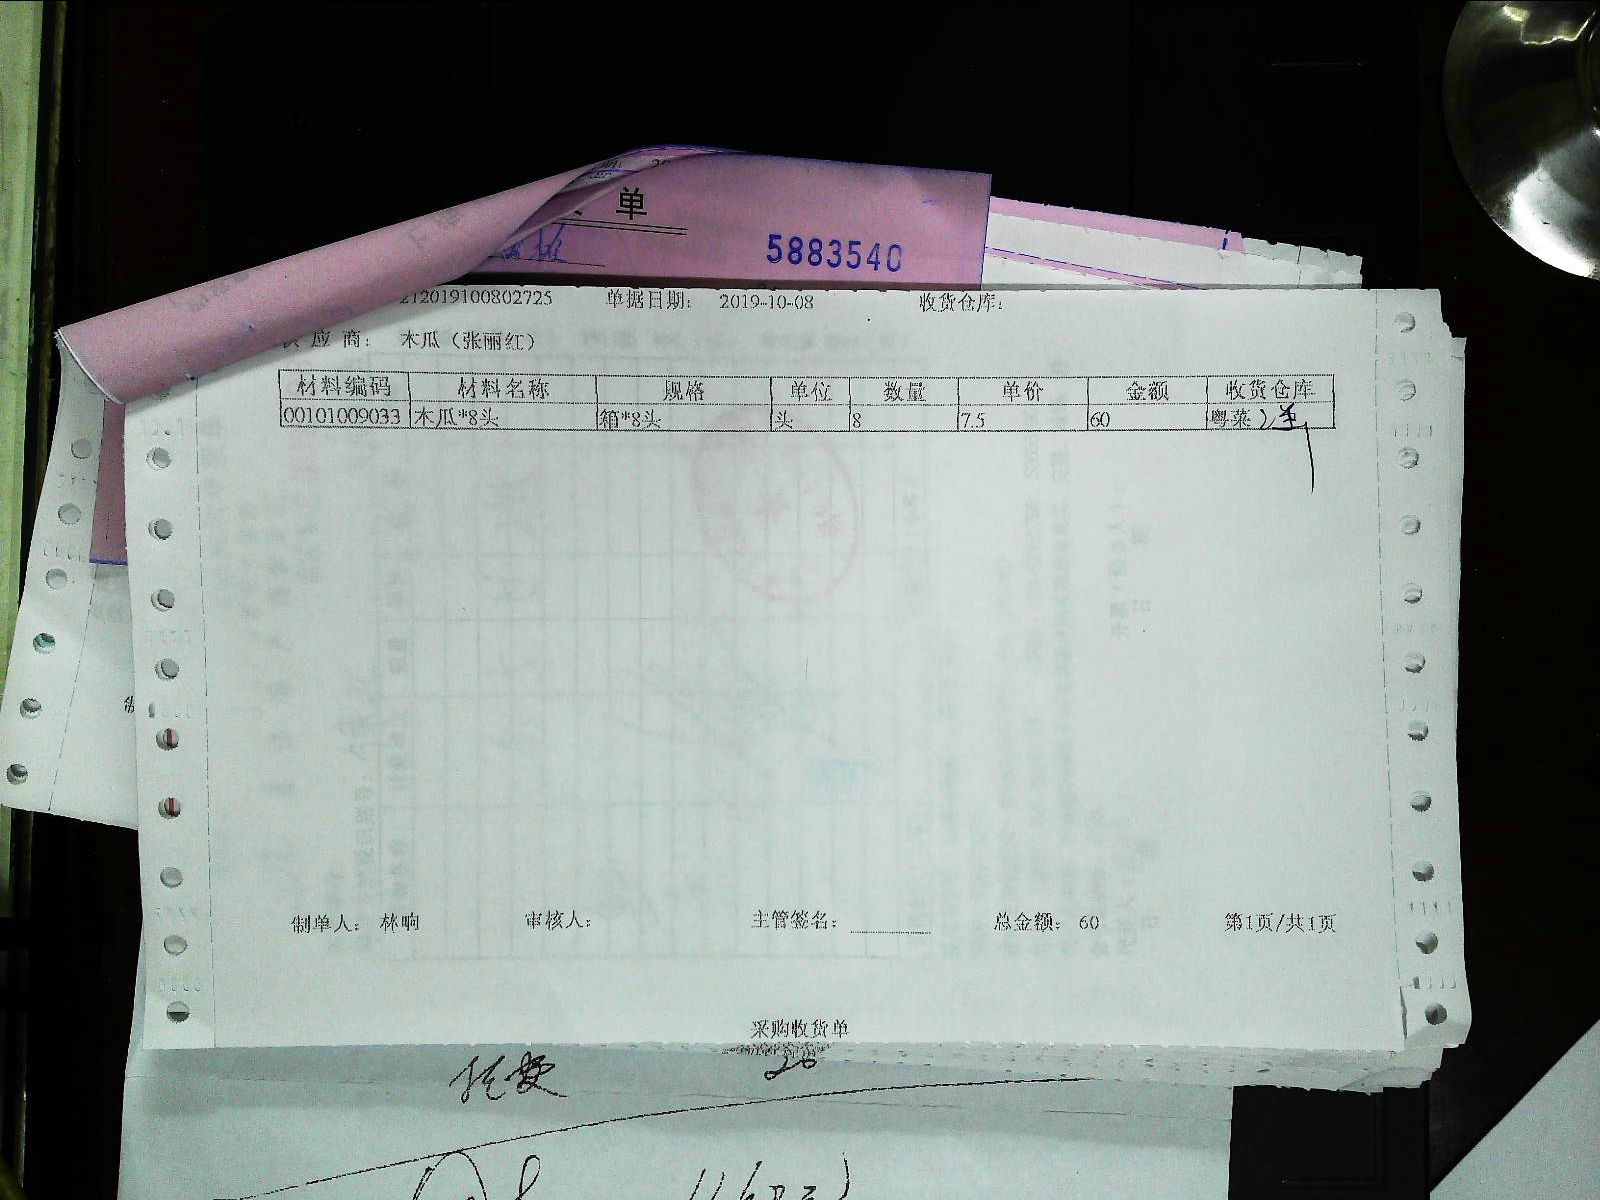 单
5883540
212019100802725 单据日期: 2019-10-08 收货仓库:
应 商: 木瓜(张丽红)
材料编码 材料名称 规格 单位 数量 单价 金额 收货仓库
00101009033 木瓜*8头 箱*8头 头 8 7.5 60 粤菜
制单人: 林响 审核人: 主管签名: 总金额: 60 第1页/共1页
采购收货单
20